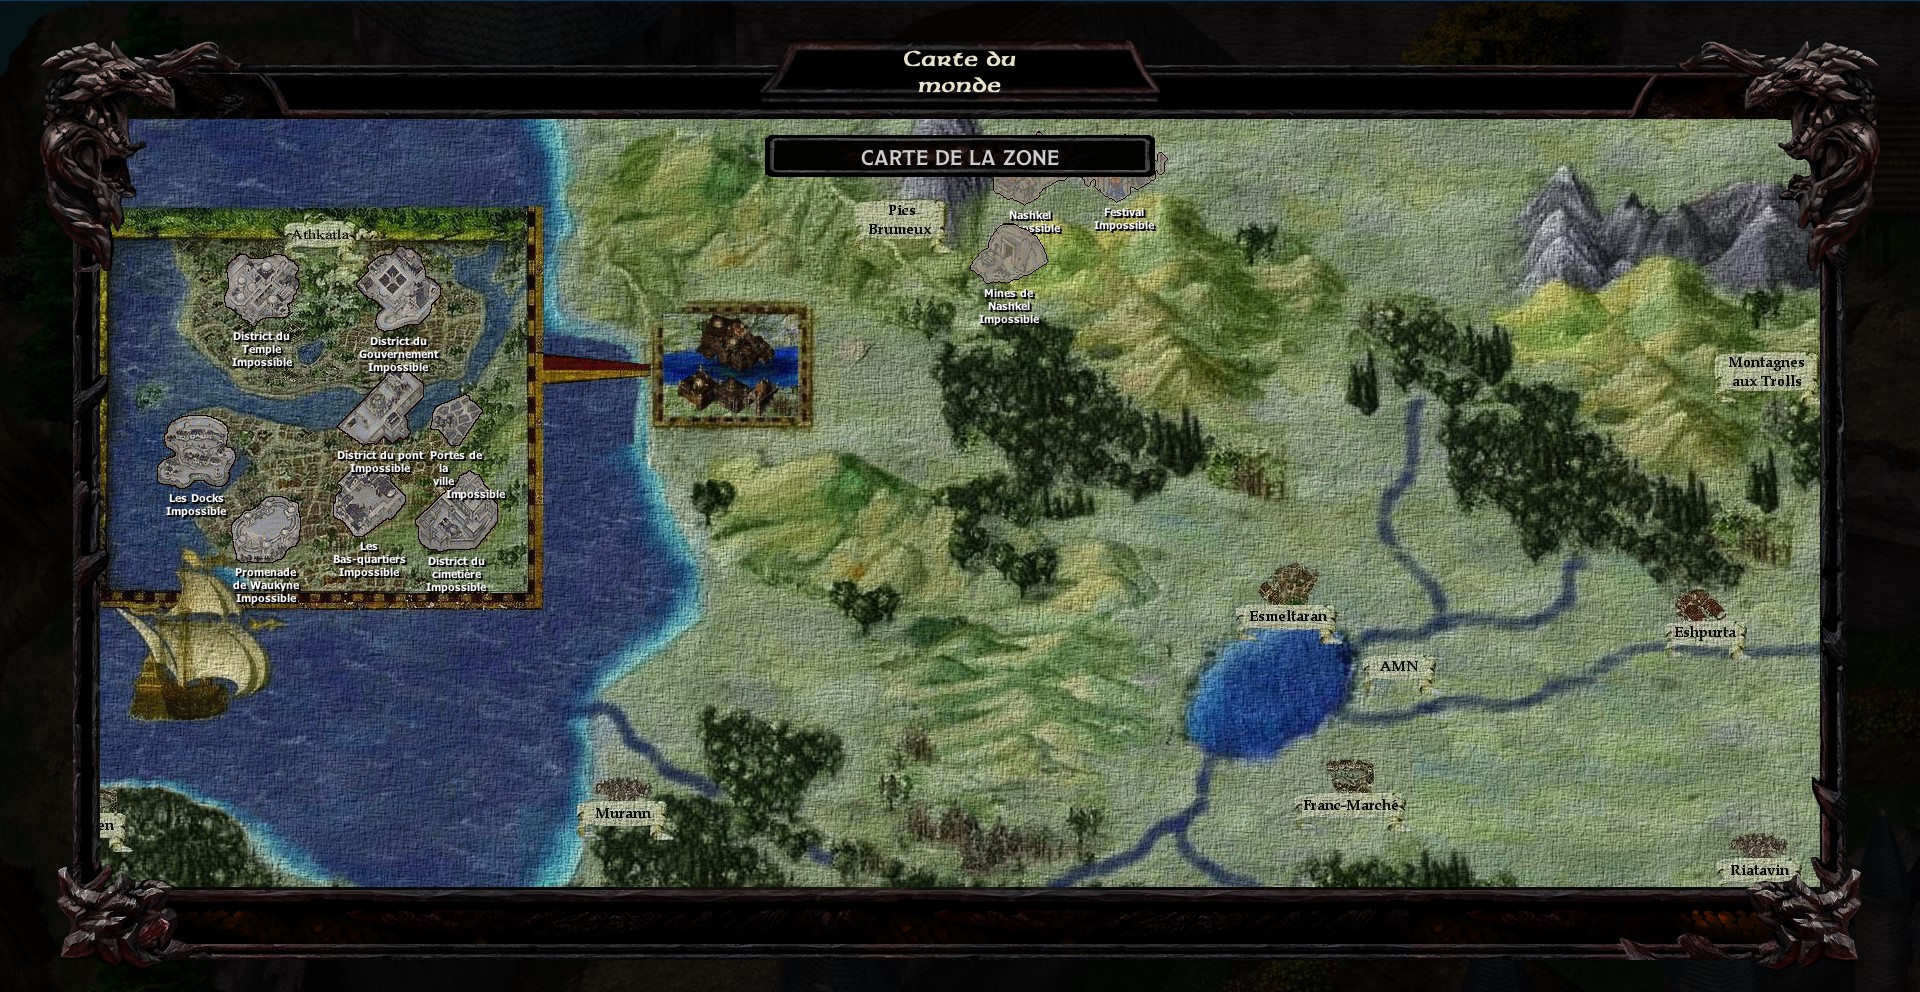 Carte du
monde
CARTE DE LA ZONE
Pics
Brumeux
Nashkel
Festival
Impossible
Mines de
Nashkel
Impossible
Athkatla
District du
Temple
Impossible
District du
Gouvernement
Impossible
District du pont
Impossible
Portes de
la
ville
Impossible
Les Docks
Impossible
Promenade
de Waukyne
Impossible
Les
Bas-quartiers
Impossible
District du
cimetière
Impossible
Montagnes
aux Trolls
Esmeltaran
Eshpurta
AMN
Murann
Franc-Marche
Riatavin